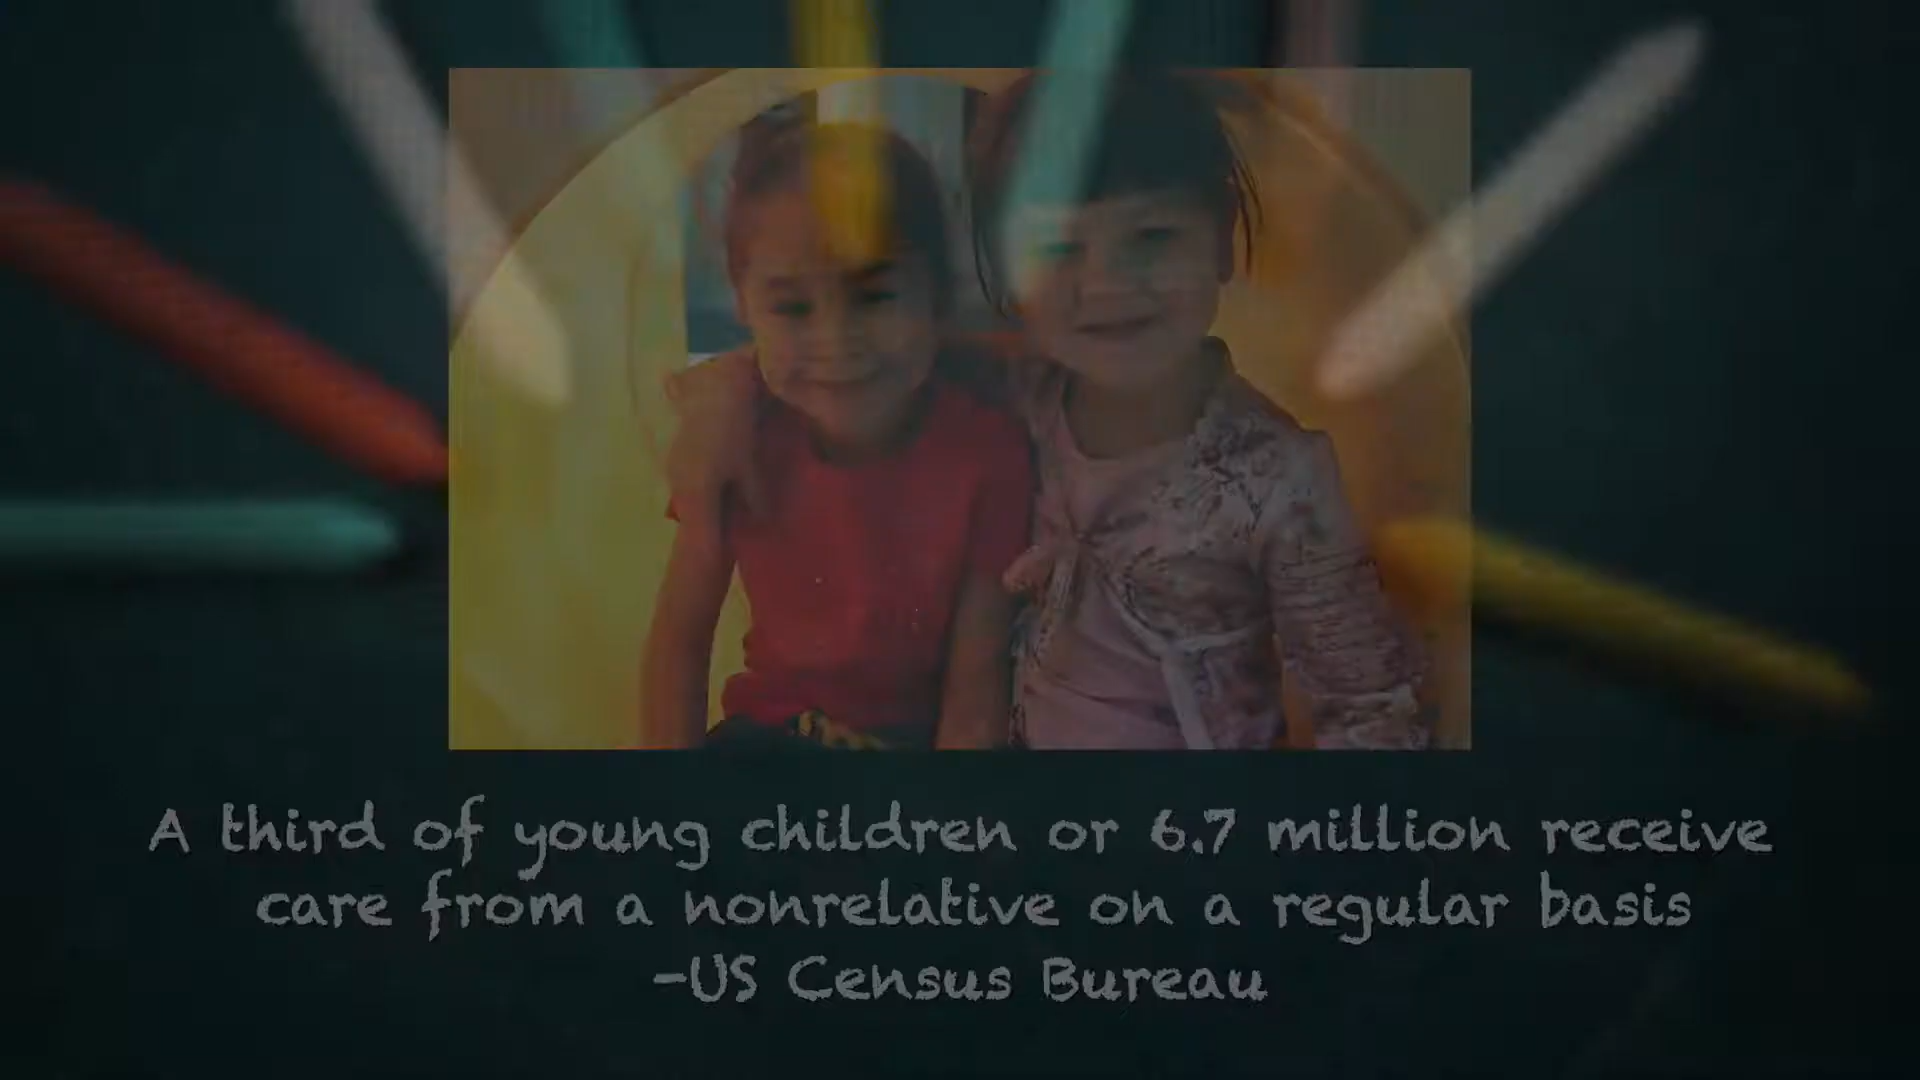 A third of young children or 6.7 million receive
care from a nonrelative on a regular basis
-US Census Bureau